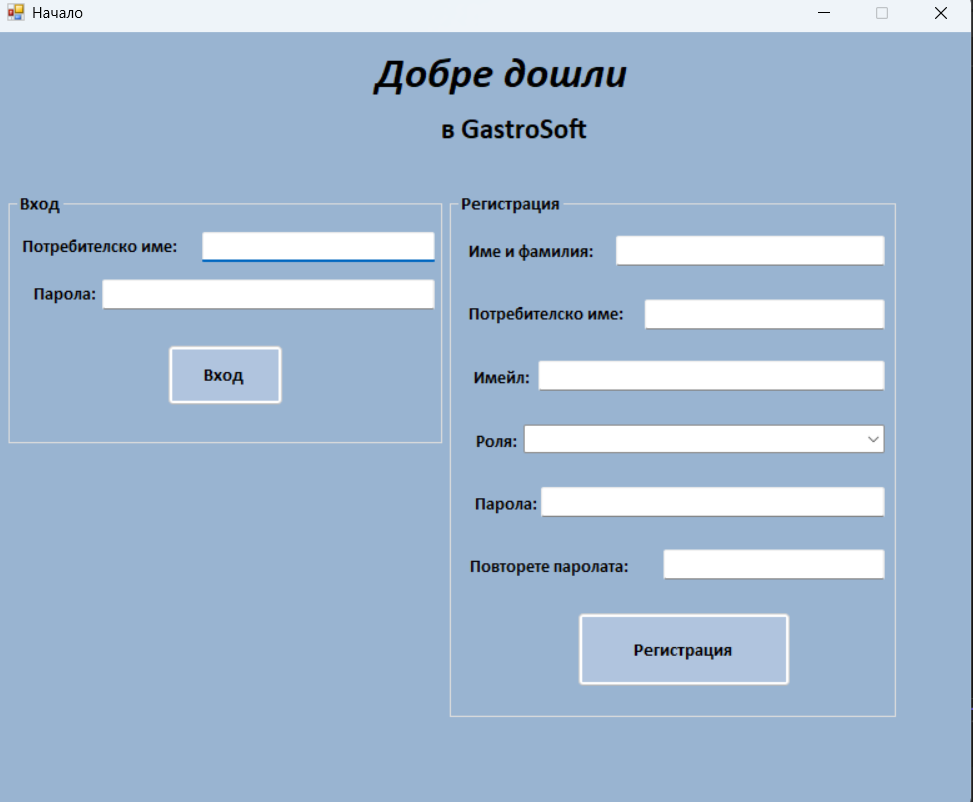 Начало
Добре дошли
в GastroSoft
Вход
Потребителско име:
Парола:
Вход
Регистрация
Име и фамилия:
Потребителско име:
Имейл:
Роля:
Парола:
Повторете паролата:
Регистрация